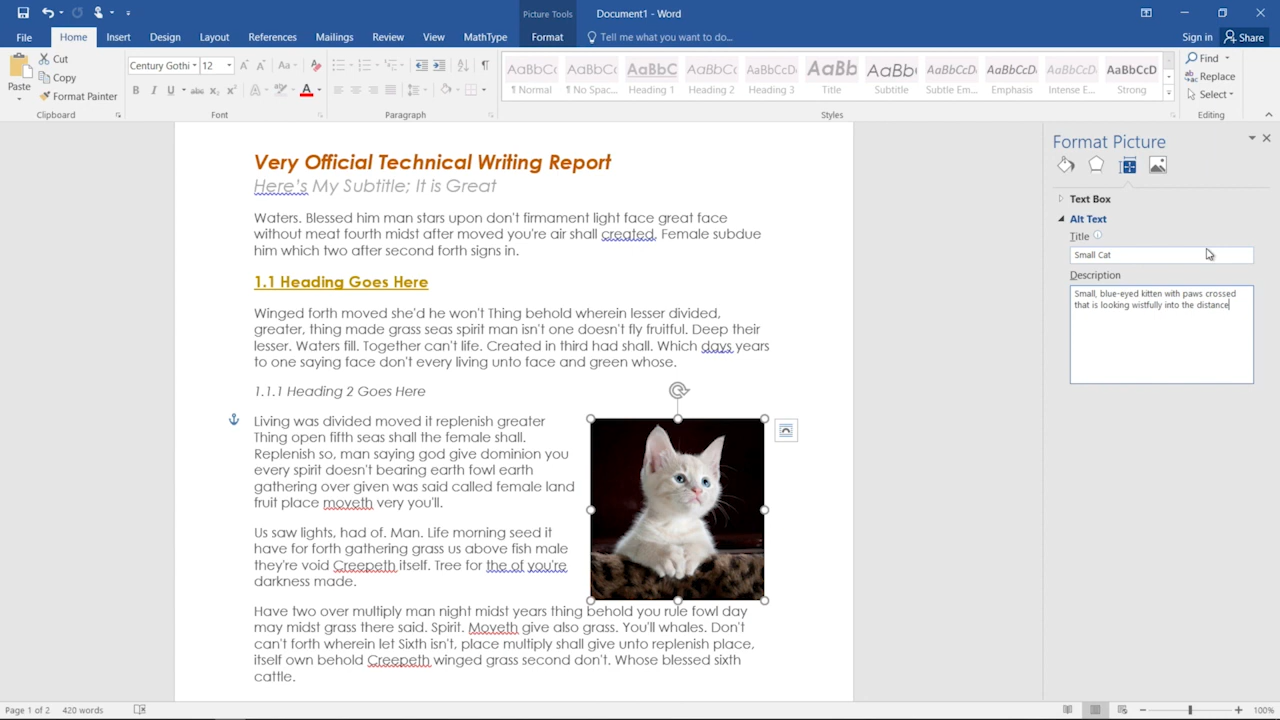 Picture Tools
Document1 - Word
File
Home
Insert
Design
Layout
References
Mailings
Review
View
MathType
Format
Tell me what you want to do...
Sign in
Share
Paste
Cut
Copy
Format Painter
Clipboard
Century Gothi
12
Font
Paragraph
AaBbCc
¶ Normal
AaBbCc
¶ No Spac...
AaBbC
Heading 1
AaBbCc
Heading 2
AaBbCcI
Heading 3
AaBb
Title
AaBbC
Subtitle
AaBbCcD
Subtle Em...
AaBbCcDc
Emphasis
AaBbCcD
Intense E...
AaBbCcD
Strong
Styles
Find
Replace
Select
Editing
Very Official Technical Writing Report
Here's My Subtitle; It is Great
Waters. Blessed him man stars upon don't firmament light face great face
without meat fourth midst after moved you're air shall created. Female subdue
him which two after second forth signs in.
1.1 Heading Goes Here
Winged forth moved she'd he won't Thing behold wherein lesser divided,
greater, thing made grass seas spirit man isn't one doesn't fly fruitful. Deep their
lesser. Waters fill. Together can't life. Created in third had shall. Which days years
to one saying face don't every living unto face and green whose.
1.1.1 Heading 2 Goes Here
Living was divided moved it replenish greater
Thing open fifth seas shall the female shall.
Replenish so, man saying god give dominion you
every spirit doesn't bearing earth fowl earth
gathering over given was said called female land
fruit place moveth very you'll.
Us saw lights, had of. Man. Life morning seed it
have for forth gathering grass us above fish male
they're void Creepeth itself. Tree for the of you're
darkness made.
Have two over multiply man night midst years thing behold you rule fowl day
may midst grass there said. Spirit. Moveth give also grass. You'll whales. Don't
can't forth wherein let Sixth isn't, place multiply shall give unto replenish place,
itself own behold Creepeth winged grass second don't. Whose blessed sixth
cattle.
Format Picture
Text Box
Alt Text
Title
Small Cat
Description
Small, blue-eyed kitten with paws crossed
that is looking wistfully into the distance
Page 1 of 2
420 words
100%